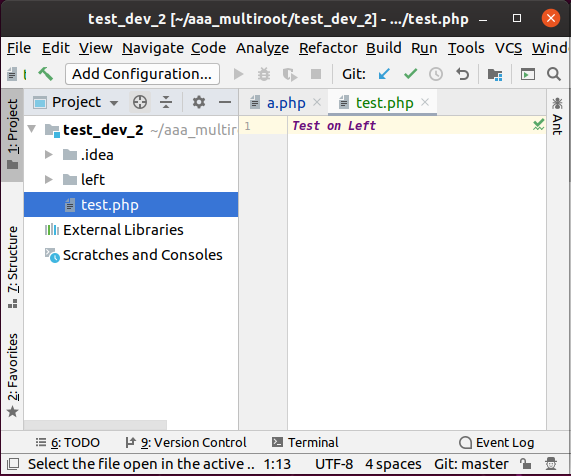 test_dev_2 [~/aaa_multiroot/test_dev_2] - .../test.php
File Edit View Navigate Code Analyze Refactor Build Run Tools VCS Wind
Add Configuration... Git:
1: Project
Project
a.php
test.php
test_dev_2 ~/aaa_multir
.idea
left
test.php
External Libraries
Scratches and Consoles
1 Test on Left
Ant
7: Structure
2: Favorites
6: TODO 9: Version Control Terminal Event Log
Select the file open in the active .. 1:13 UTF-8 4 spaces Git: master